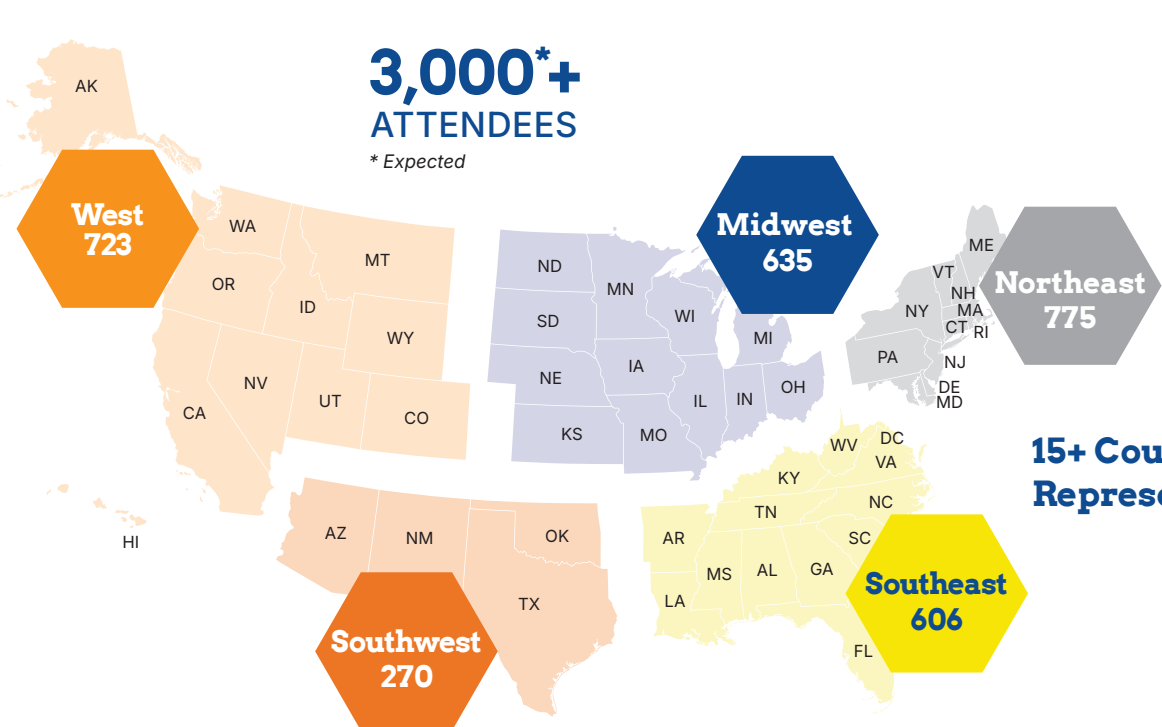 3,000*+
ATTENDEES
* Expected
AK
West
723
WA
OR
ID
MT
WY
NV
UT
CO
CA
HI
ND
SD
NE
KS
MN
IA
MO
WI
IL
IN
MI
OH
Midwest
635
ME
VT
NH
MA
NY
CT
RI
PA
NJ
DE
MD
Northeast
775
15+ Cou
Represe
AZ
NM
OK
TX
Southwest
270
WV
DC
VA
KY
NC
TN
SC
AR
MS
AL
GA
LA
FL
Southeast
606